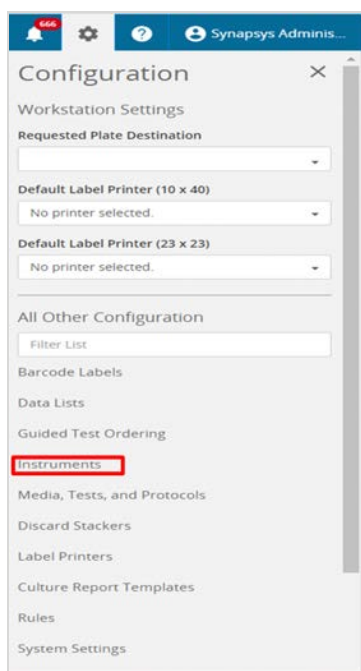 666
Synapsys Adminis...
Configuration
Workstation Settings
Requested Plate Destination
Default Label Printer (10 x 40)
No printer selected.
Default Label Printer (23 x 23)
No printer selected.
All Other Configuration
Filter List
Barcode Labels
Data Lists
Guided Test Ordering
Instruments
Media, Tests, and Protocols
Discard Stackers
Label Printers
Culture Report Templates
Rules
System Settings